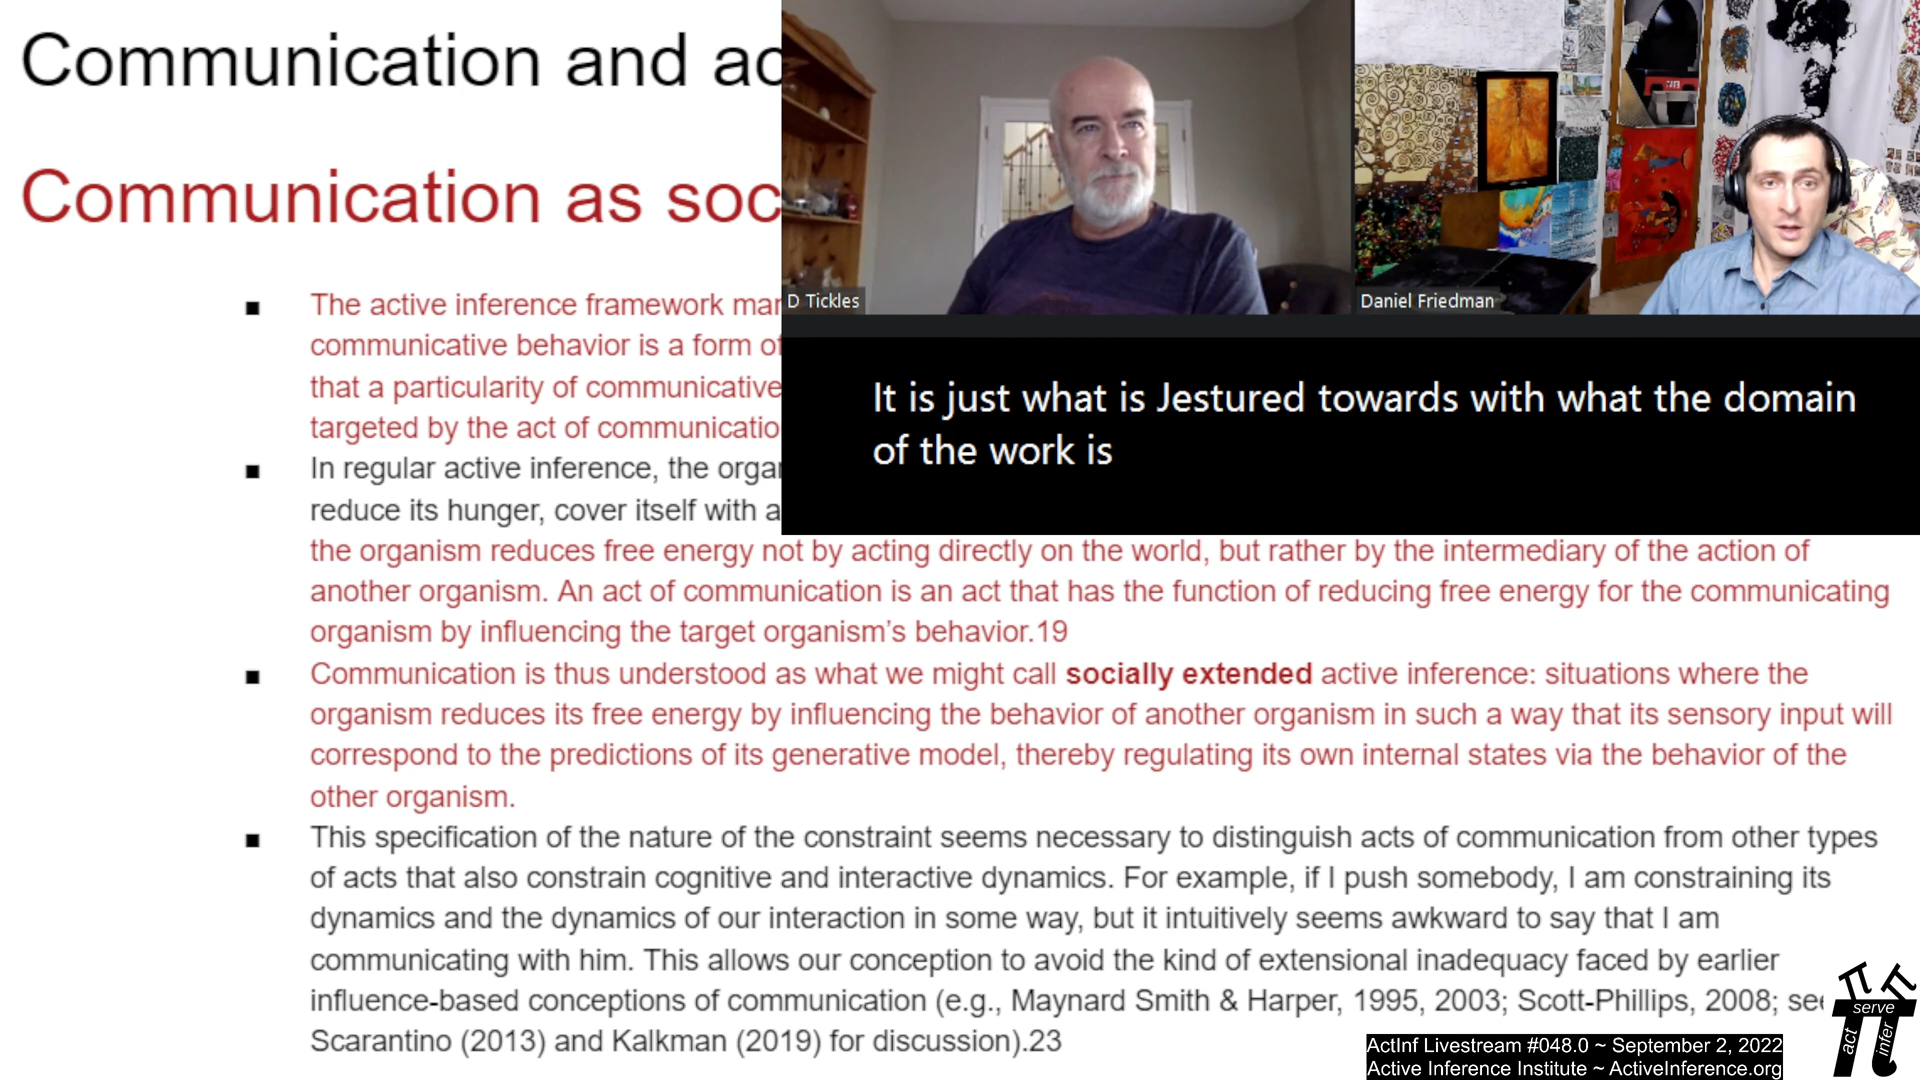 Communication and ac
Communication as soc
The active inference framework mar
communicative behavior is a form of
that a particularity of communicative
targeted by the act of communicatio
In regular active inference, the orgar
reduce its hunger, cover itself with a
the organism reduces free energy not by acting directly on the world, but rather by the intermediary of the action of
another organism. An act of communication is an act that has the function of reducing free energy for the communicating
organism by influencing the target organism’s behavior.19
Communication is thus understood as what we might call socially extended active inference: situations where the
organism reduces its free energy by influencing the behavior of another organism in such a way that its sensory input will
correspond to the predictions of its generative model, thereby regulating its own internal states via the behavior of the
other organism.
This specification of the nature of the constraint seems necessary to distinguish acts of communication from other types
of acts that also constrain cognitive and interactive dynamics. For example, if I push somebody, I am constraining its
dynamics and the dynamics of our interaction in some way, but it intuitively seems awkward to say that I am
communicating with him. This allows our conception to avoid the kind of extensional inadequacy faced by earlier
influence-based conceptions of communication (e.g., Maynard Smith & Harper, 1995, 2003; Scott-Phillips, 2008; see
Scarantino (2013) and Kalkman (2019) for discussion).23
D Tickles
Daniel Friedman
It is just what is Jestured towards with what the domain
of the work is
serve
act
infer
ActInf Livestream #048.0 ~ September 2, 2022
Active Inference Institute ~ ActiveInference.org